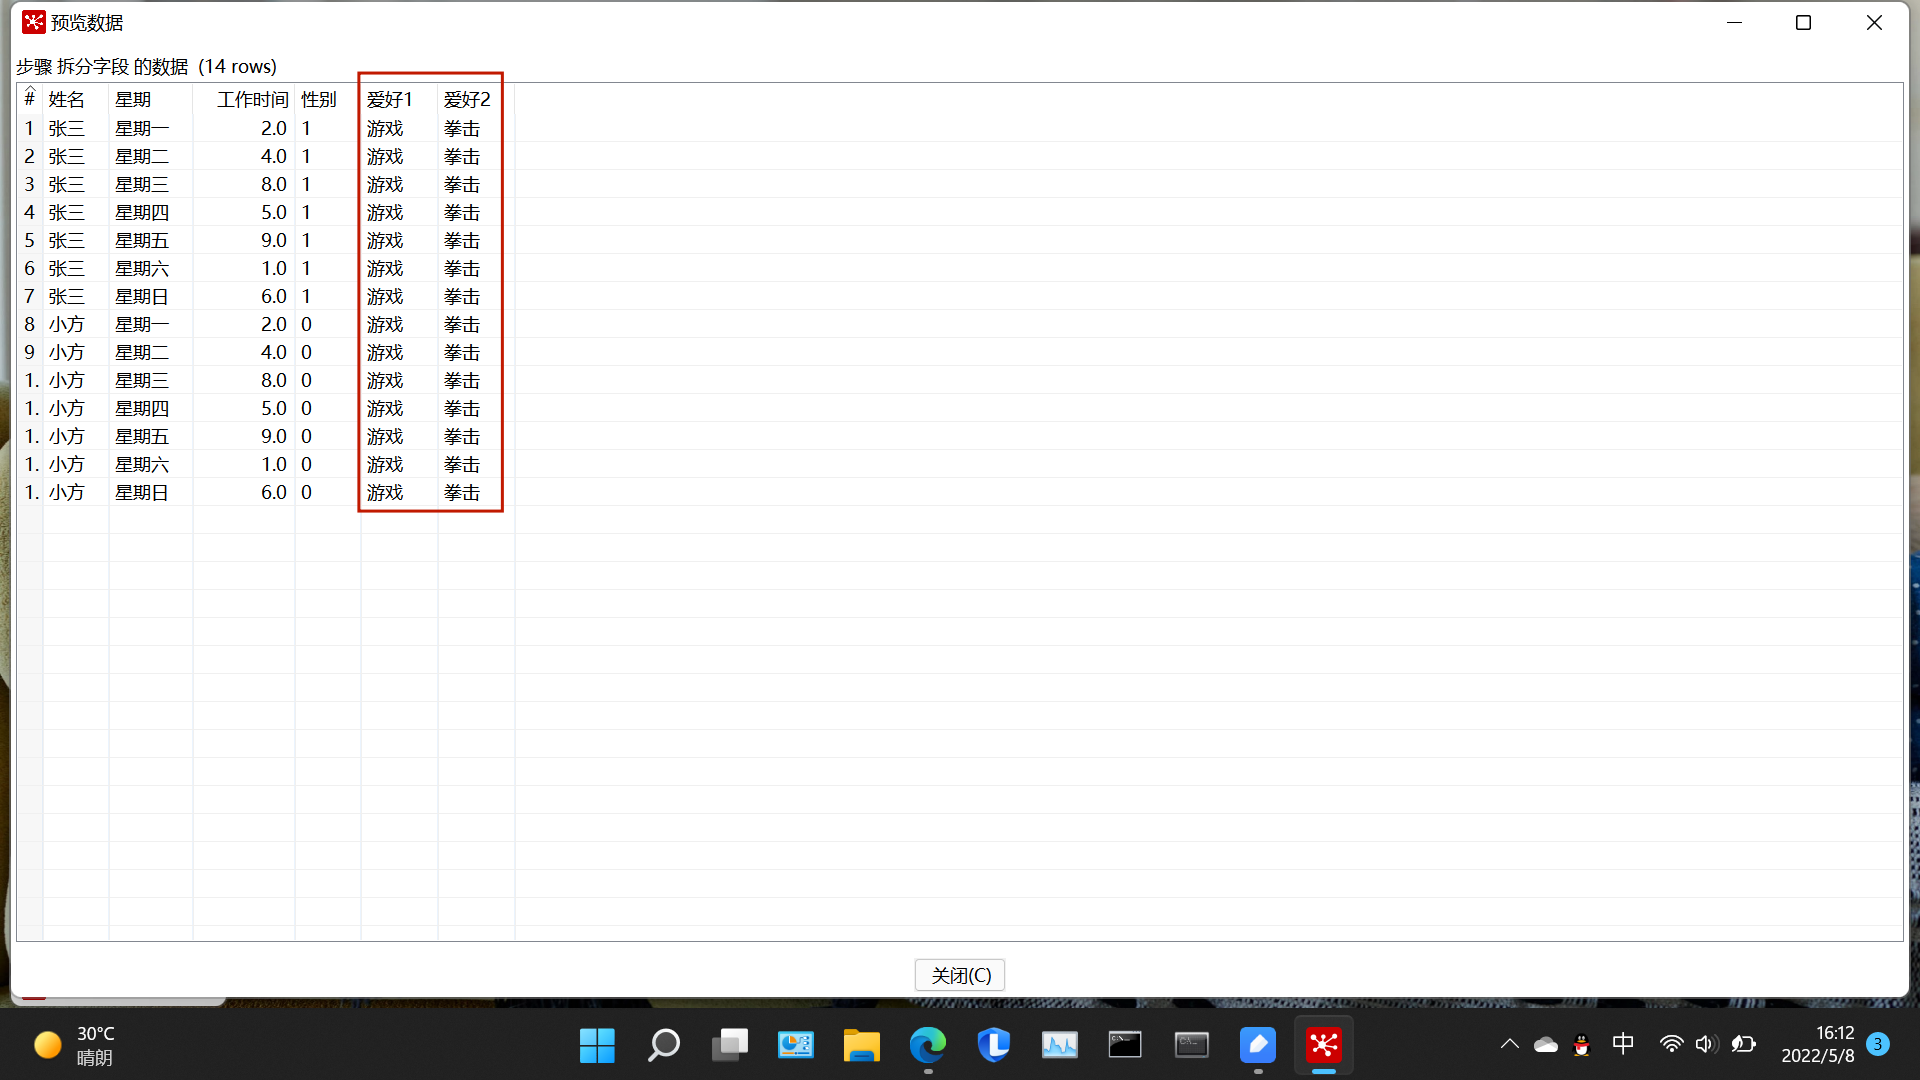 预览数据
步骤 拆分字段 的数据 (14 rows)
# 姓名 星期 工作时间 性别 爱好1 爱好2
1 张三 星期一 2.0 1 游戏 拳击
2 张三 星期二 4.0 1 游戏 拳击
3 张三 星期三 8.0 1 游戏 拳击
4 张三 星期四 5.0 1 游戏 拳击
5 张三 星期五 9.0 1 游戏 拳击
6 张三 星期六 1.0 1 游戏 拳击
7 张三 星期日 6.0 1 游戏 拳击
8 小方 星期一 2.0 0 游戏 拳击
9 小方 星期二 4.0 0 游戏 拳击
1. 小方 星期三 8.0 0 游戏 拳击
1. 小方 星期四 5.0 0 游戏 拳击
1. 小方 星期五 9.0 0 游戏 拳击
1. 小方 星期六 1.0 0 游戏 拳击
1. 小方 星期日 6.0 0 游戏 拳击
关闭(C)
30°C
晴朗
中
16:12
2022/5/8
3